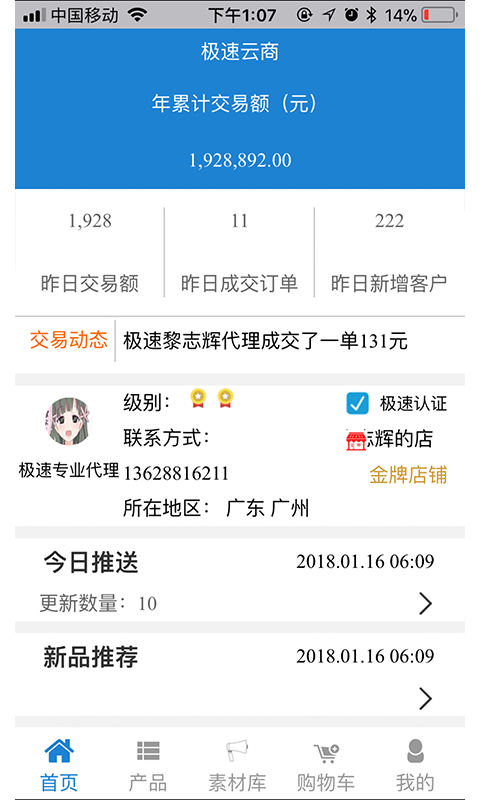 中国移动 下午1:07 14%
极速云商
年累计交易额（元）
1,928,892.00
1,928 11 222
昨日交易额 昨日成交订单 昨日新增客户
交易动态 极速黎志辉代理成交了一单131元
级别： 极速认证
联系方式： 志辉的店
极速专业代理 13628816211 金牌店铺
所在地区： 广东 广州
今日推送 2018.01.16 06:09
更新数量：10
新品推荐 2018.01.16 06:09
首页 产品 素材库 购物车 我的